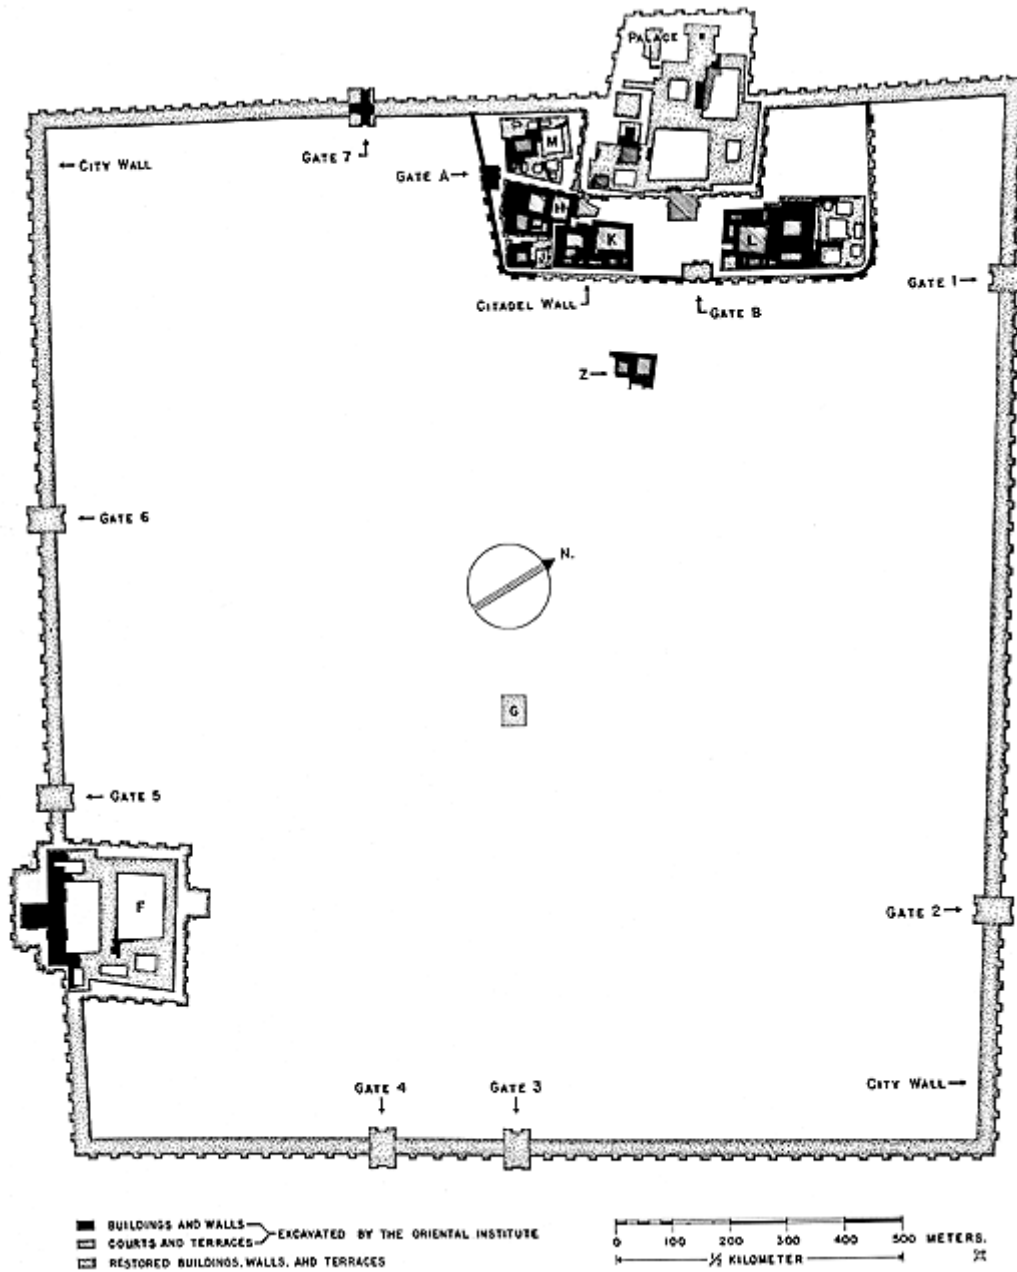 PALACE
GATE 7
CITY WALL
GATE A
M
H
K
J
L
CITADEL WALL
GATE B
GATE 1
Z
GATE 6
N.
G
GATE 5
F
GATE 2
CITY WALL
GATE 4
GATE 3
BUILDINGS AND WALLS
COURTS AND TERRACES
EXCAVATED BY THE ORIENTAL INSTITUTE
RESTORED BUILDINGS, WALLS, AND TERRACES
0 100 200 300 400 500 METERS.
½ KILOMETER